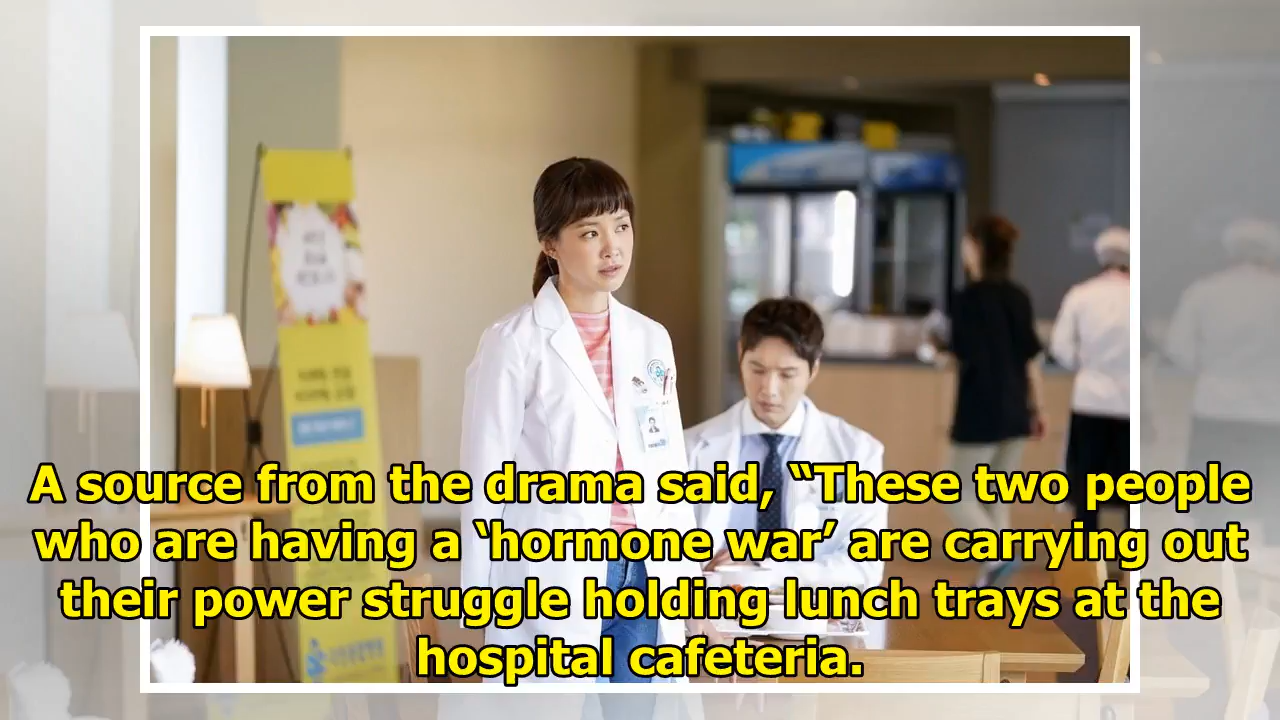 A source from the drama said, “These two people
who are having a ‘hormone war’ are carrying out
their power struggle holding lunch trays at the
hospital cafeteria.